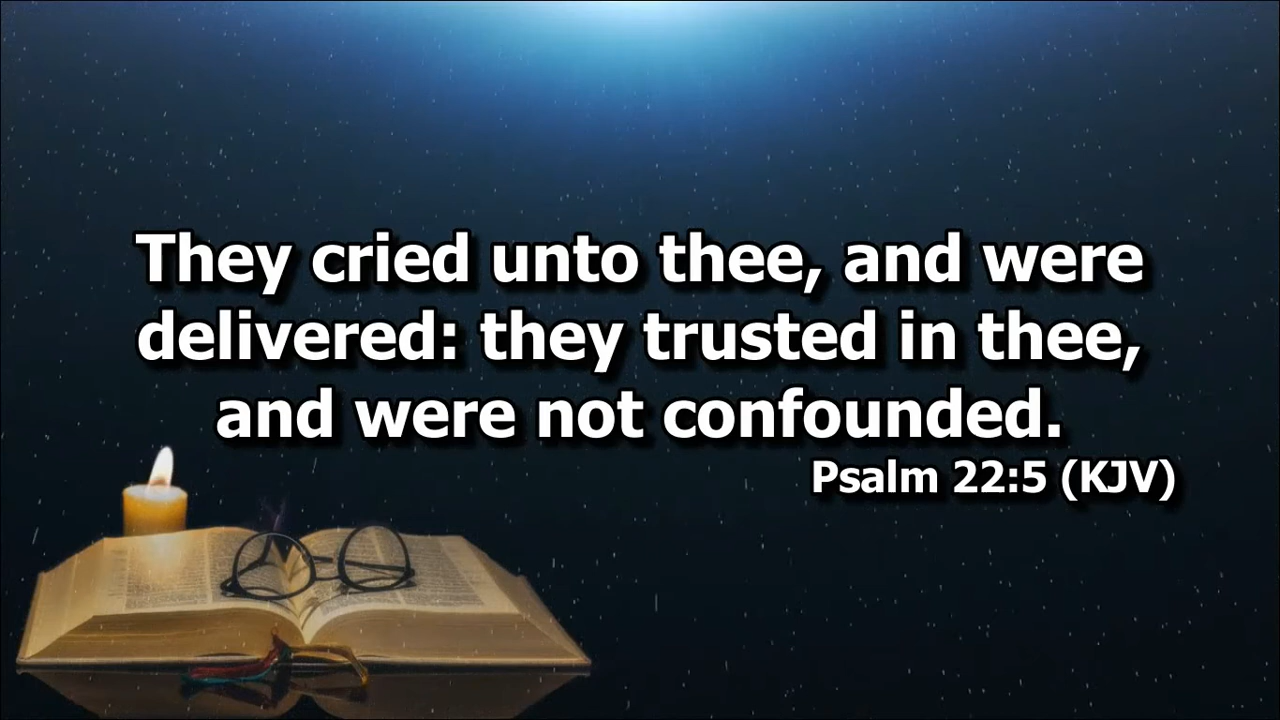 They cried unto thee, and were
delivered: they trusted in thee,
and were not confounded.
Psalm 22:5 (KJV)